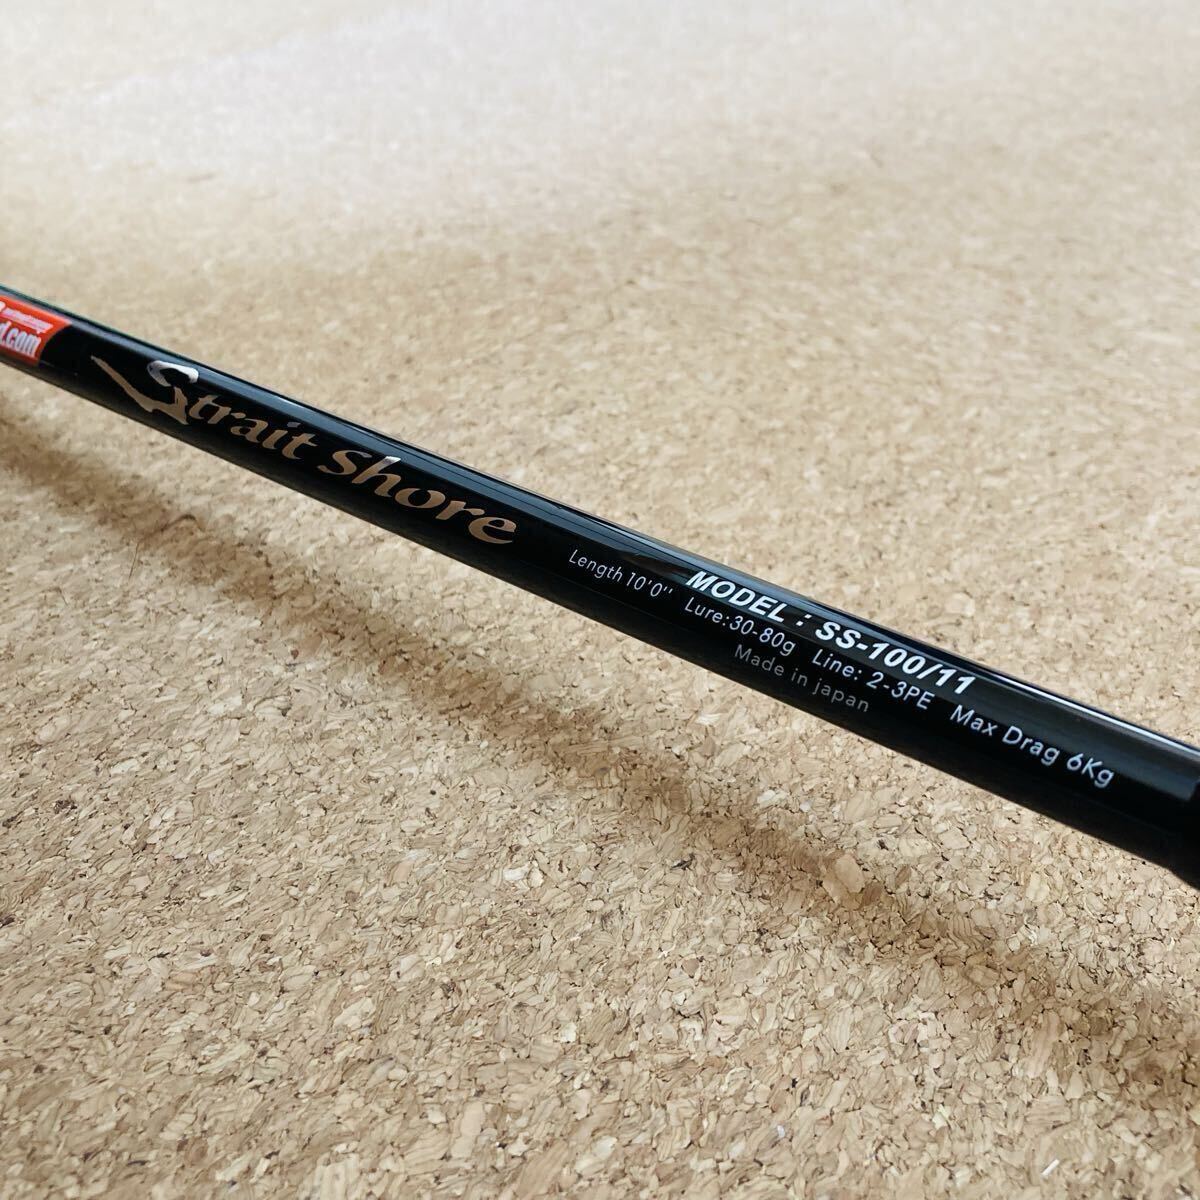 d.com
Strait Shore
MODEL : SS-100/11
Length 10'0'' Lure:30-80g Line: 2-3PE Max Drag 6Kg
Made in japan